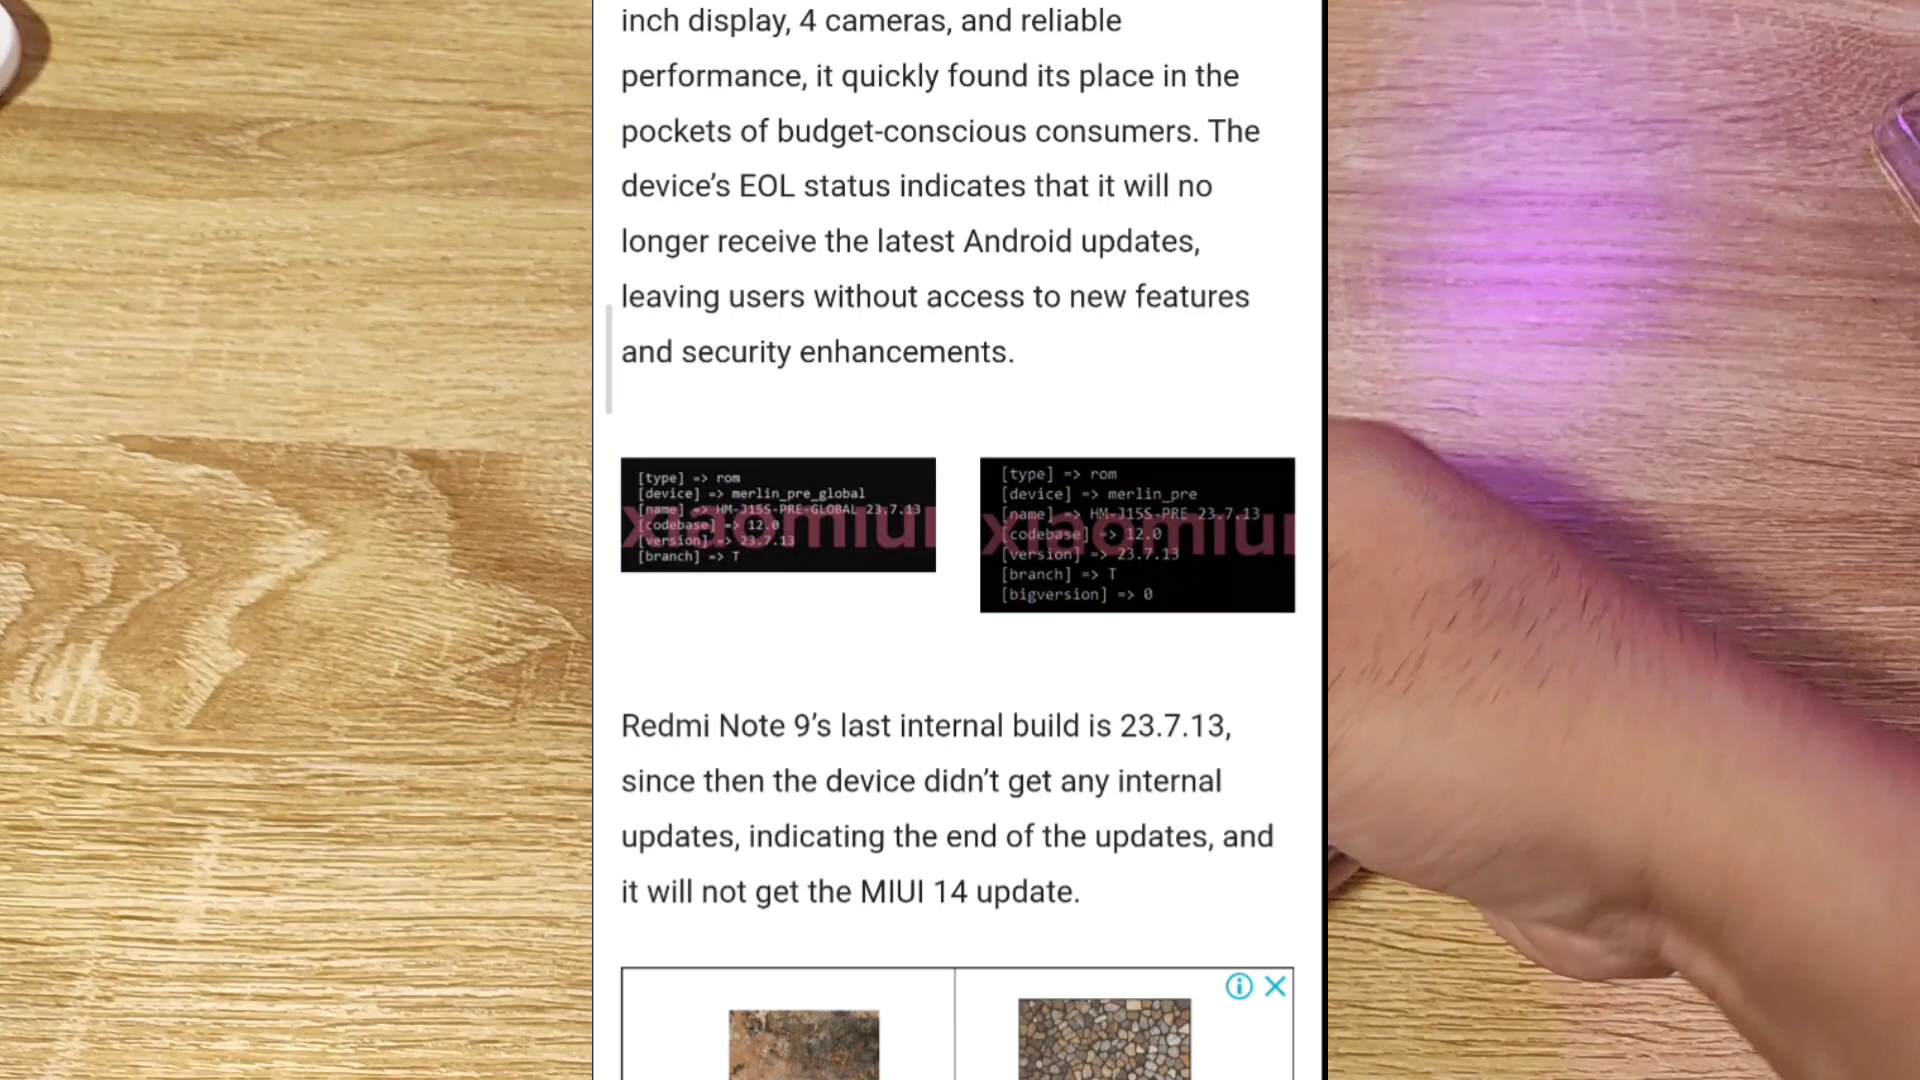 inch display, 4 cameras, and reliable
performance, it quickly found its place in the
pockets of budget-conscious consumers. The
device’s EOL status indicates that it will no
longer receive the latest Android updates,
leaving users without access to new features
and security enhancements.
[type] => rom
[device] => merlin_pre_global
[name] => HM-J15S-PRE-GLOBAL 23.7.13
[codebase] => 12.0
[version] => 23.7.13
[branch] => T
xiaomiui
[type] => rom
[device] => merlin_pre
[name] => HM-J15S-PRE 23.7.13
[codebase] => 12.0
[version] => 23.7.13
[branch] => T
[bigversion] => 0
xiaomiui
Redmi Note 9’s last internal build is 23.7.13,
since then the device didn’t get any internal
updates, indicating the end of the updates, and
it will not get the MIUI 14 update.